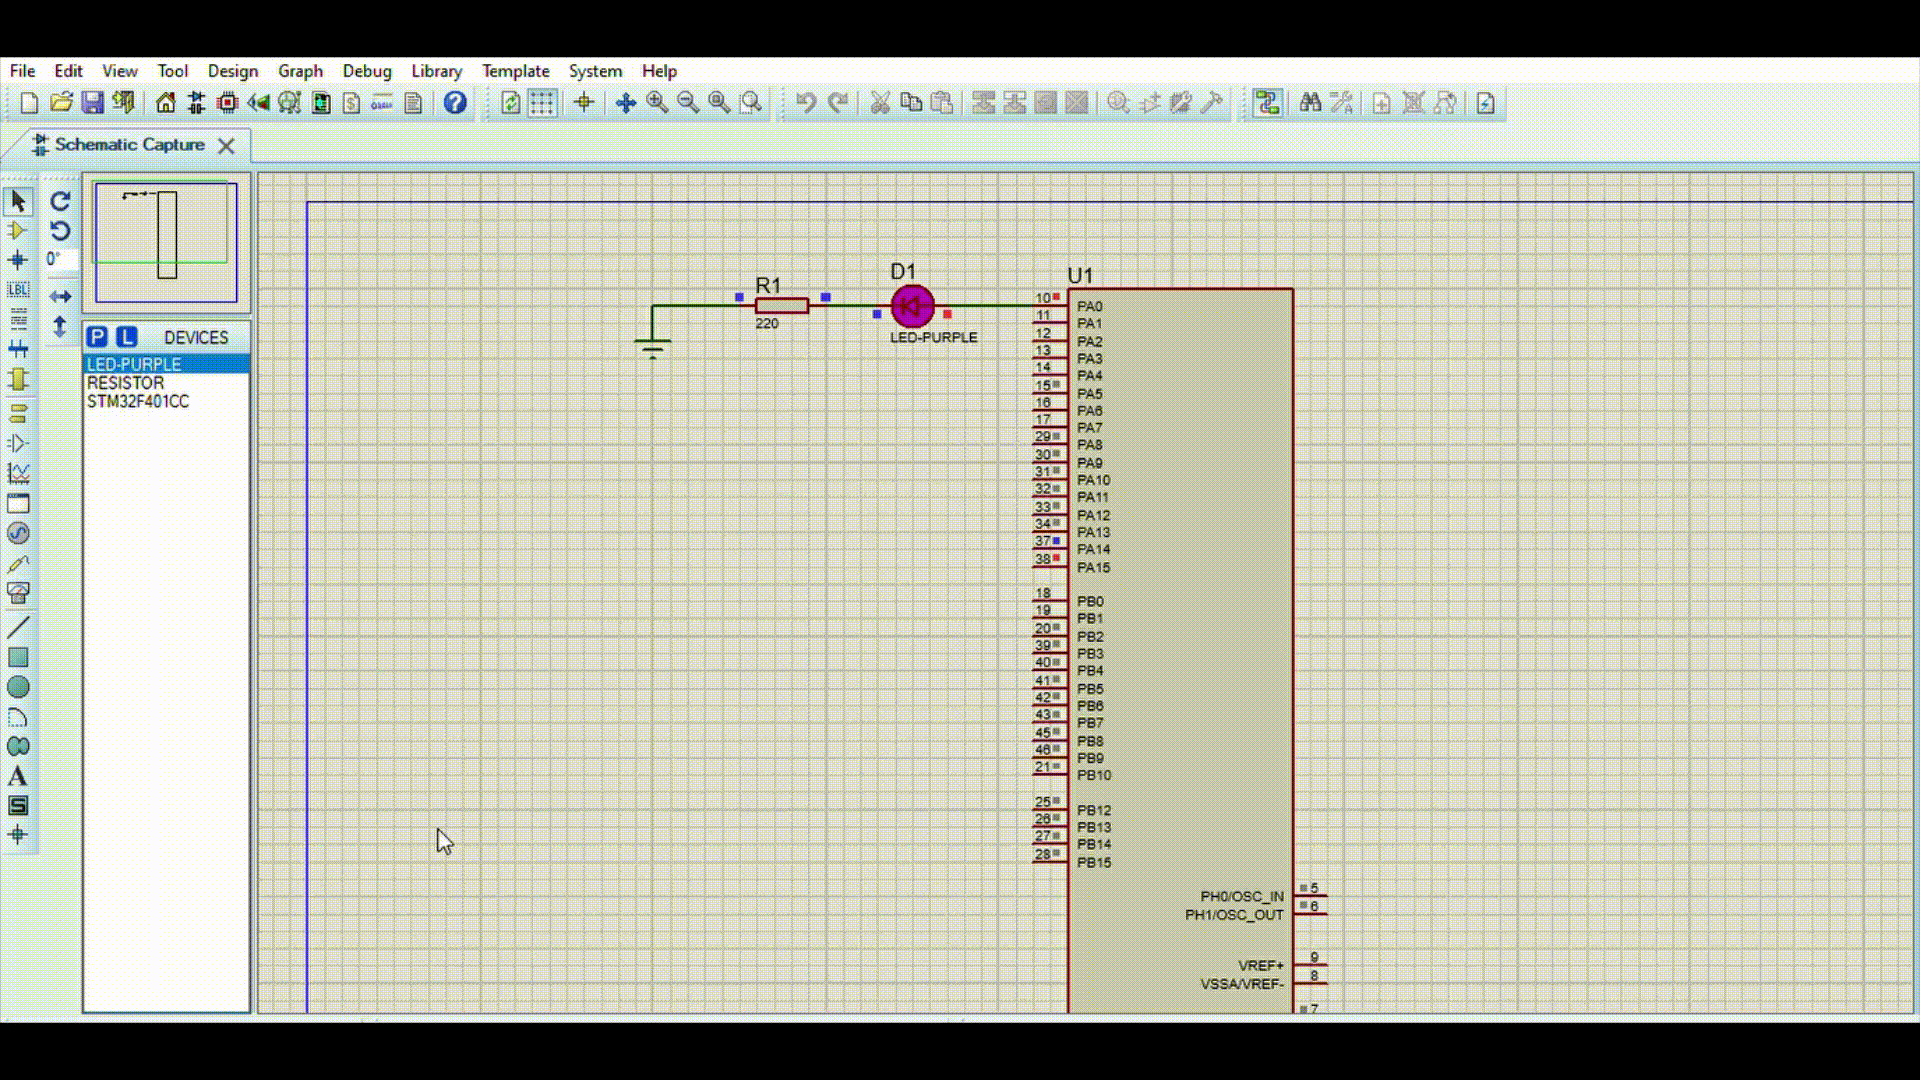 File Edit View Tool Design Graph Debug Library Template System Help
Schematic Capture
0°
LBL
P L DEVICES
LED-PURPLE
RESISTOR
STM32F401CC
A
S
R1
220
D1
LED-PURPLE
U1
10 PA0
11 PA1
12 PA2
13 PA3
14 PA4
15 PA5
16 PA6
17 PA7
29 PA8
30 PA9
31 PA10
32 PA11
33 PA12
34 PA13
37 PA14
38 PA15
18 PB0
19 PB1
20 PB2
39 PB3
40 PB4
41 PB5
42 PB6
43 PB7
45 PB8
46 PB9
21 PB10
25 PB12
26 PB13
27 PB14
28 PB15
PH0/OSC_IN 5
PH1/OSC_OUT 6
VREF+ 9
VSSA/VREF- 8
7